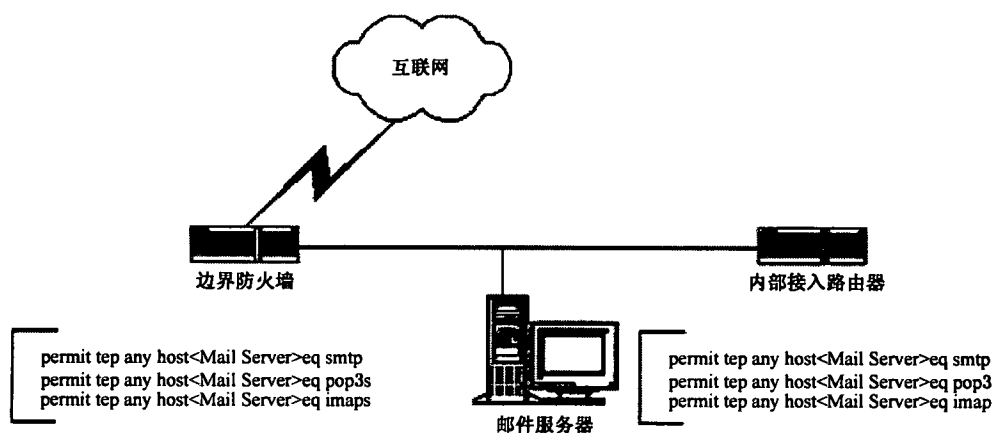 互联网
边界防火墙
内部接入路由器
permit tep any host<Mail Server>eq smtp
permit tep any host<Mail Server>eq pop3s
permit tep any host<Mail Server>eq imaps
邮件服务器
permit tep any host<Mail Server>eq smtp
permit tep any host<Mail Server>eq pop3
permit tep any host<Mail Server>eq imap